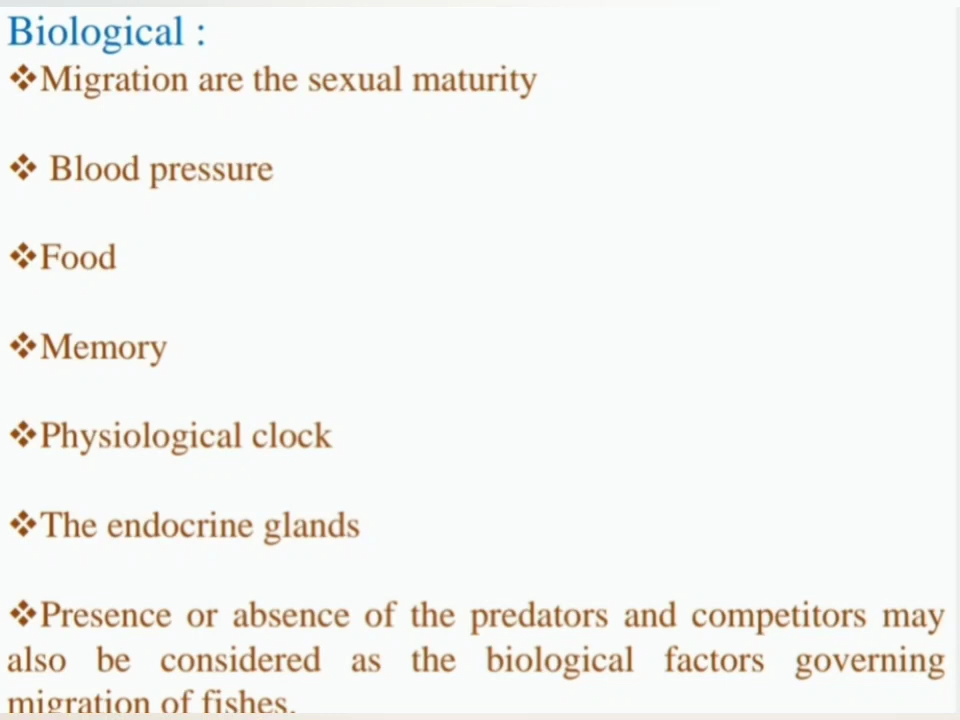 Biological :
❖Migration are the sexual maturity
❖ Blood pressure
❖Food
❖Memory
❖Physiological clock
❖The endocrine glands
❖Presence or absence of the predators and competitors may
also be considered as the biological factors governing
migration of fishes.